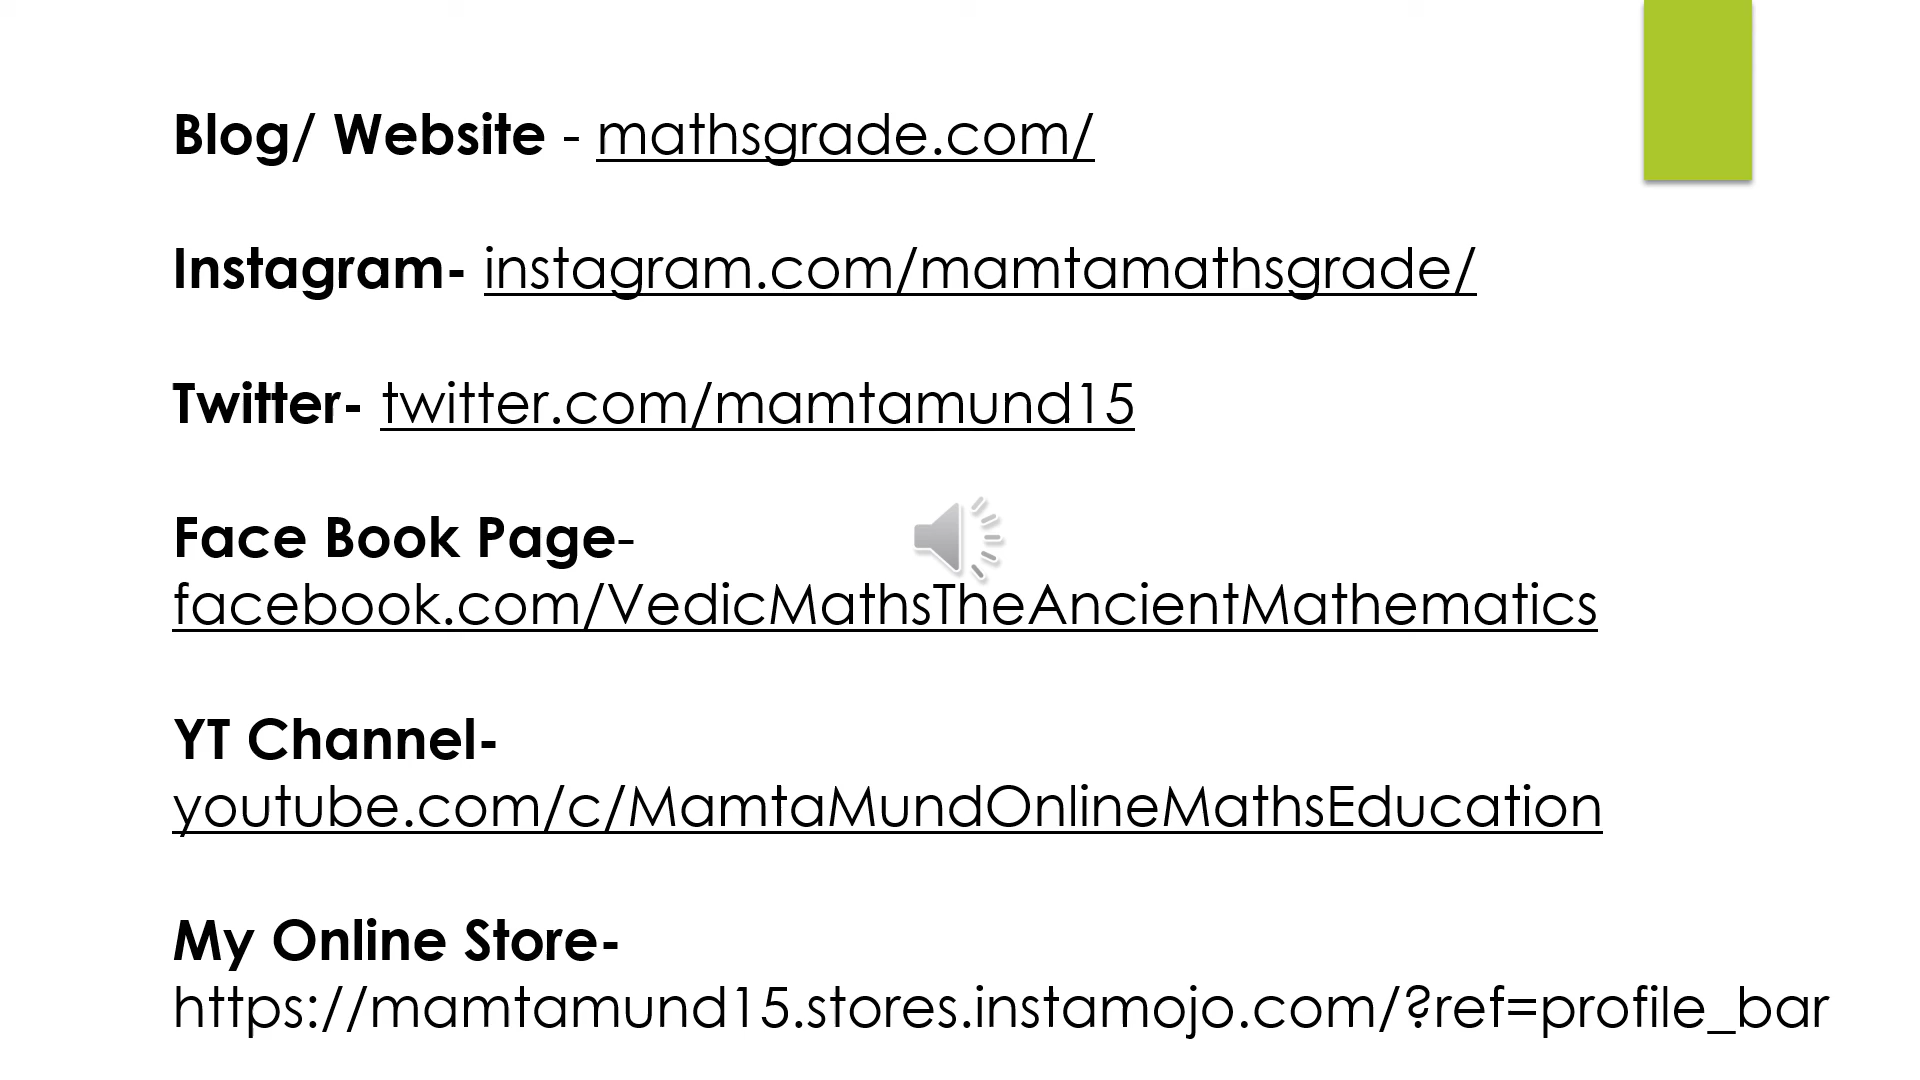 Blog/ Website - mathsgrade.com/
Instagram- instagram.com/mamtamathsgrade/
Twitter- twitter.com/mamtamund15
Face Book Page-
facebook.com/VedicMathsTheAncientMathematics
YT Channel-
youtube.com/c/MamtaMundOnlineMathsEducation
My Online Store-
https://mamtamund15.stores.instamojo.com/?ref=profile_bar